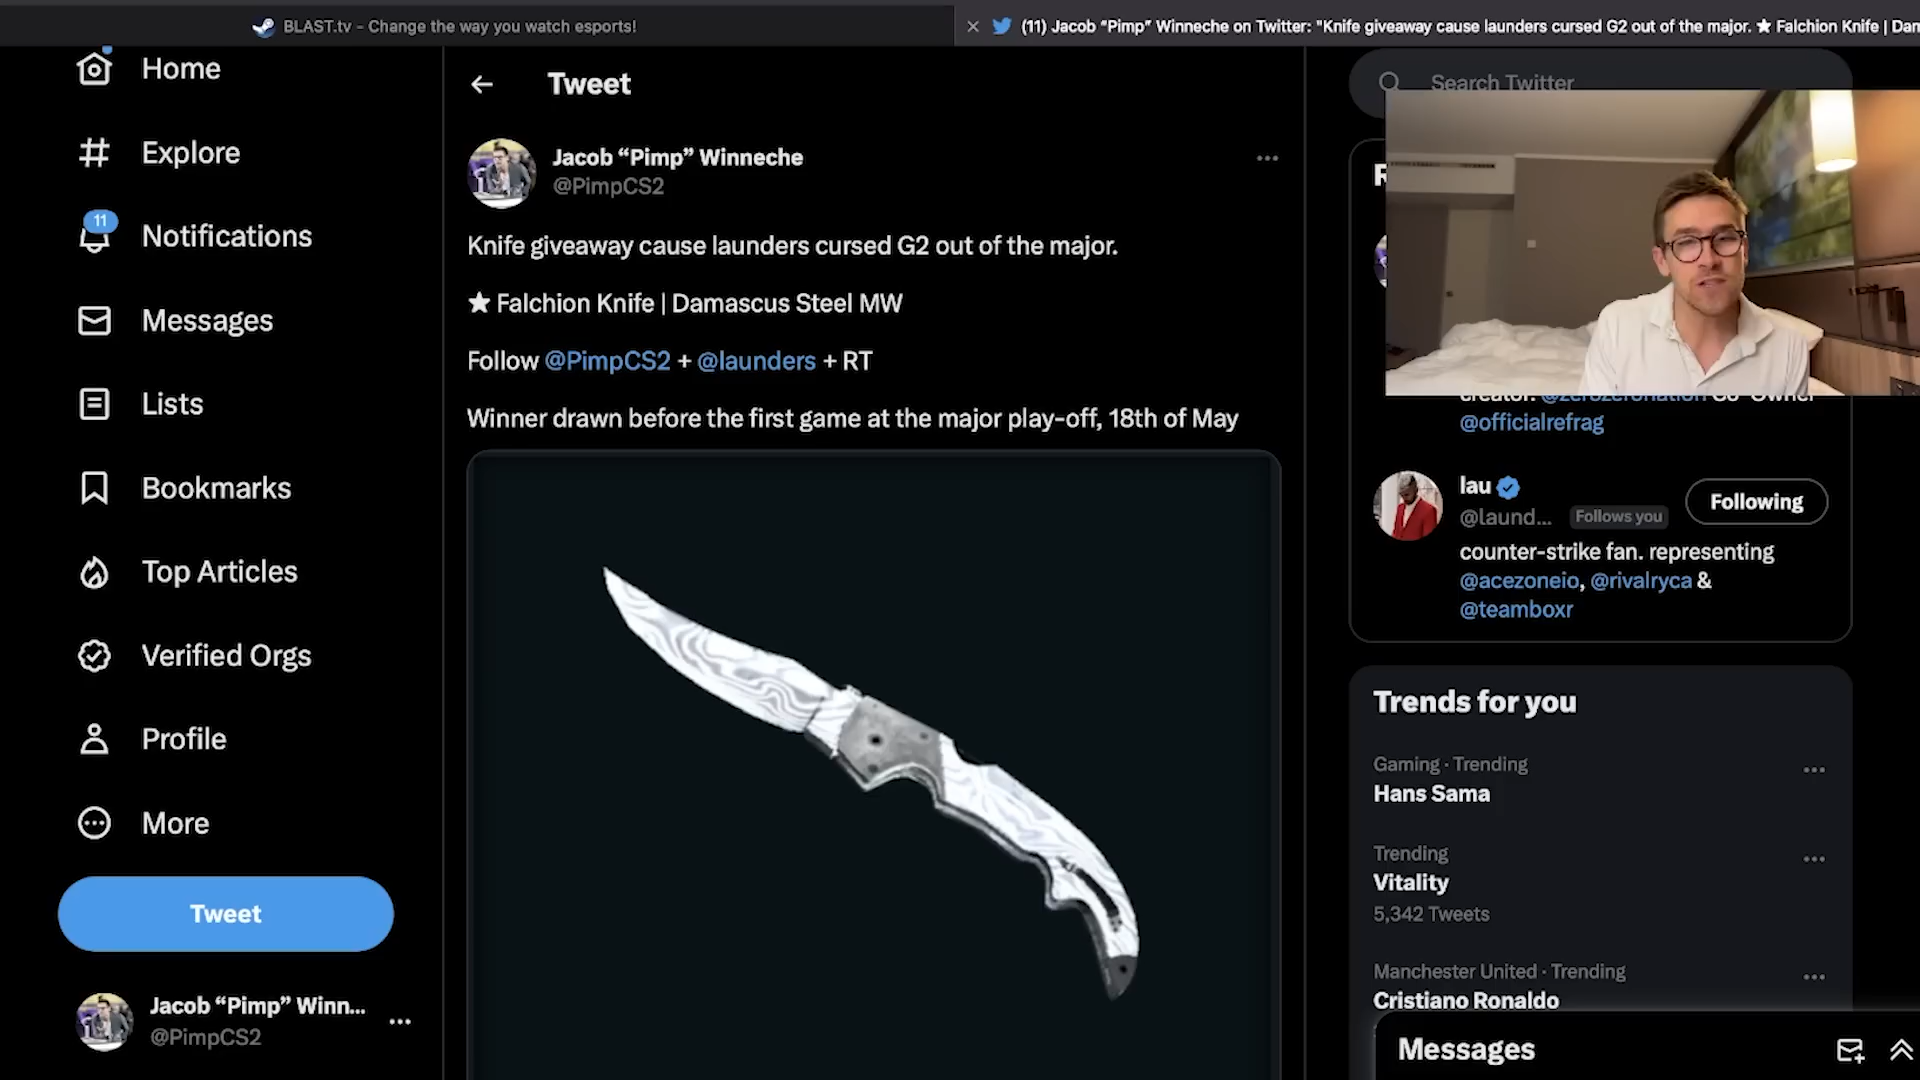 BLAST.tv - Change the way you watch esports!
(11) Jacob “Pimp” Winneche on Twitter: "Knife giveaway cause launders cursed G2 out of the major. ★ Falchion Knife | Dam
Home
Explore
11
Notifications
Messages
Lists
Bookmarks
Top Articles
Verified Orgs
Profile
More
Tweet
Jacob “Pimp” Winn...
@PimpCS2
Tweet
Jacob “Pimp” Winneche
@PimpCS2
Knife giveaway cause launders cursed G2 out of the major.
★ Falchion Knife | Damascus Steel MW
Follow @PimpCS2 + @launders + RT
Winner drawn before the first game at the major play-off, 18th of May
Search Twitter
creator. @zerozeronation Co-Owner
@officialrefrag
lau
Following
@laund... Follows you
counter-strike fan. representing
@acezoneio, @rivalryca &
@teamboxr
Trends for you
Gaming · Trending
Hans Sama
Trending
Vitality
5,342 Tweets
Manchester United · Trending
Cristiano Ronaldo
Messages